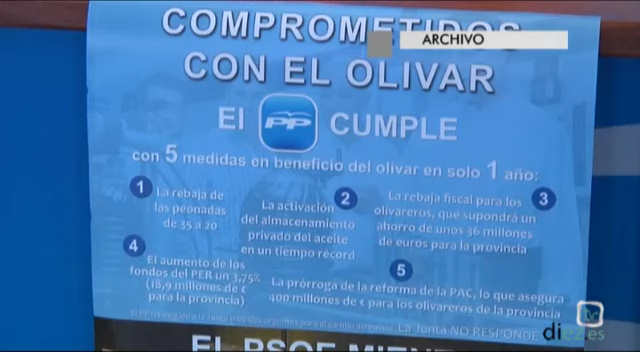 COMPROMETIDOS
ARCHIVO
CON EL OLIVAR
El PP CUMPLE
con 5 medidas en beneficio del olivar en solo 1 año:
1
La rebaja de
las peonadas
de 35 a 20
2
La activación
del almacenamiento
privado del aceite
en un tiempo récord
3
La rebaja fiscal para los
olivareros, que supondrá un
ahorro de unos 36 millones
de euros para la provincia
4
El aumento de los
fondos del PER un 3,75%
(18,9 millones de €
para la provincia)
5
La prórroga de la reforma de la PAC, lo que asegura
400 millones de € para los olivareros de la provincia
La Junta NO RESPONDE
EL PSOE MIENTE
tv
diez.es